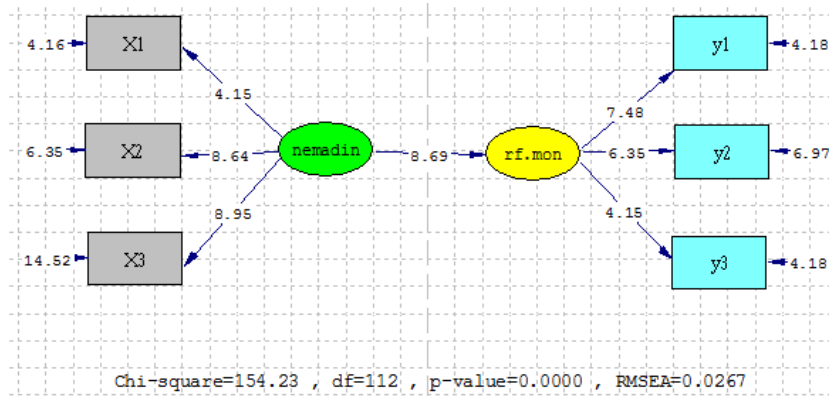 4.16 X1 y1 4.18
4.15 7.48
6.35 X2 8.64 nemadin 8.69 rf.mon 6.35 y2 6.97
8.95 4.15
14.52 X3 y3 4.18
Chi-square=154.23 , df=112 , p-value=0.0000 , RMSEA=0.0267